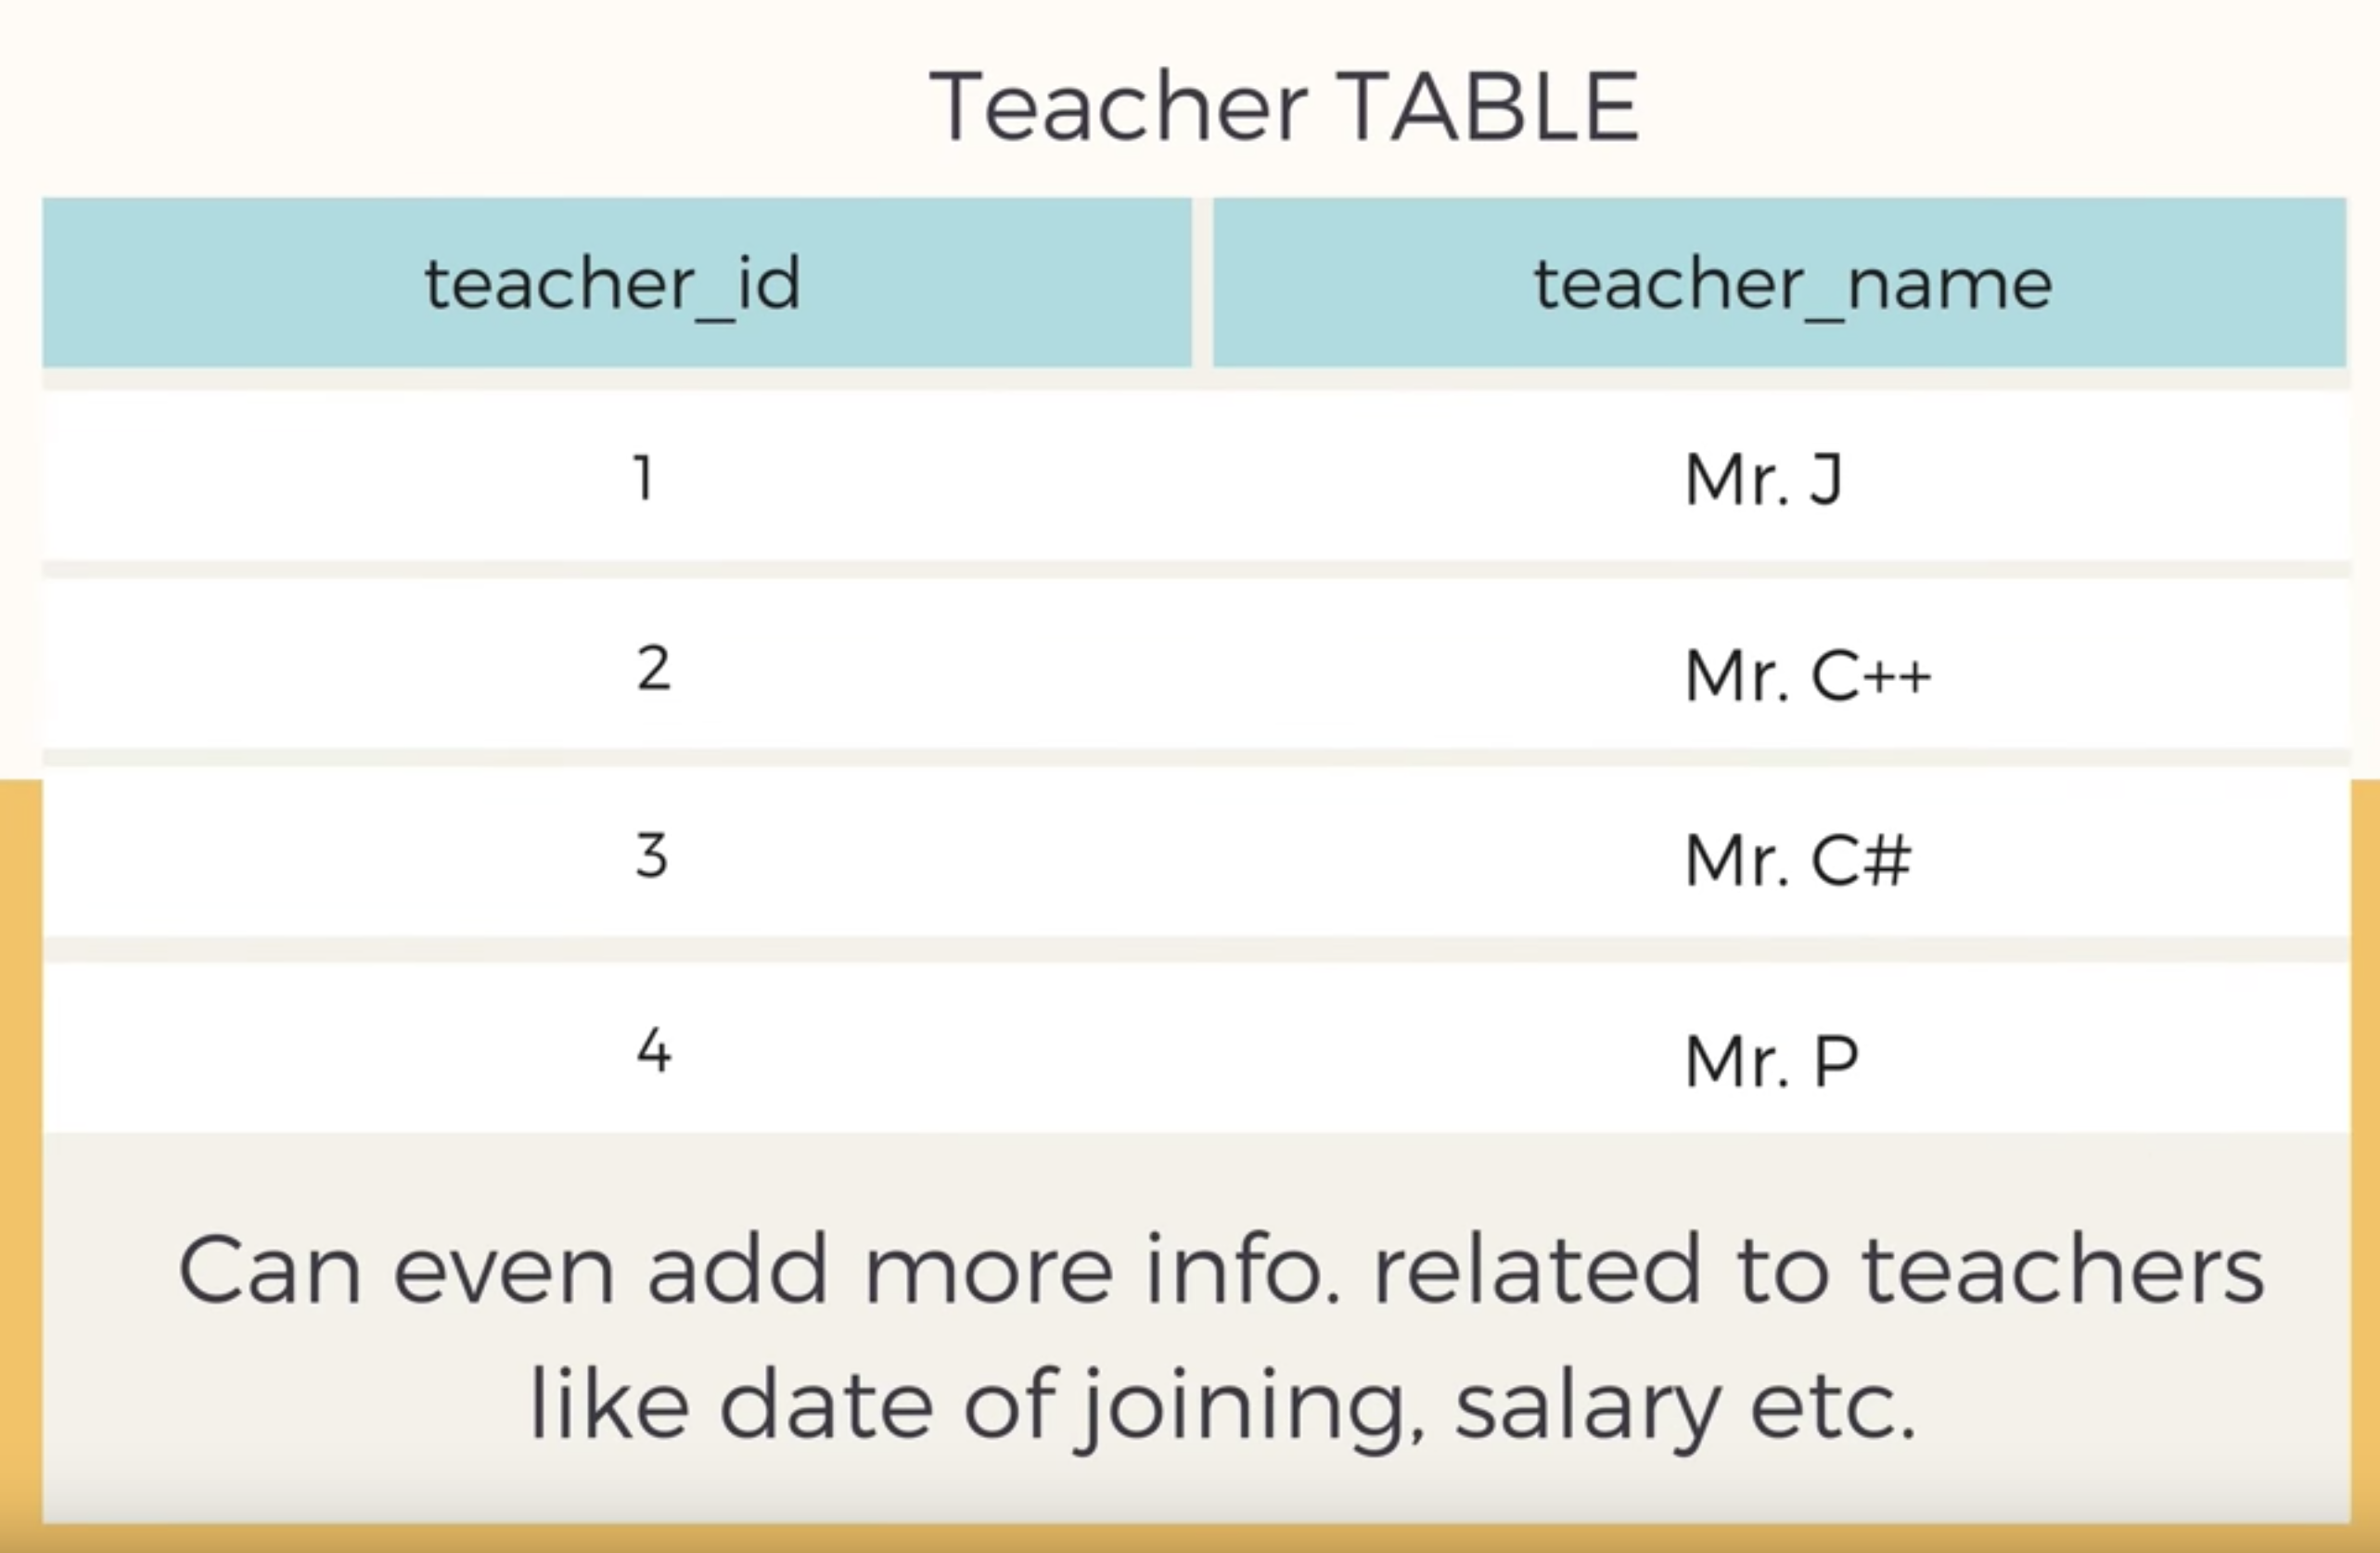 Teacher TABLE
teacher_id teacher_name
1 Mr. J
2 Mr. C++
3 Mr. C#
4 Mr. P
Can even add more info. related to teachers
like date of joining, salary etc.